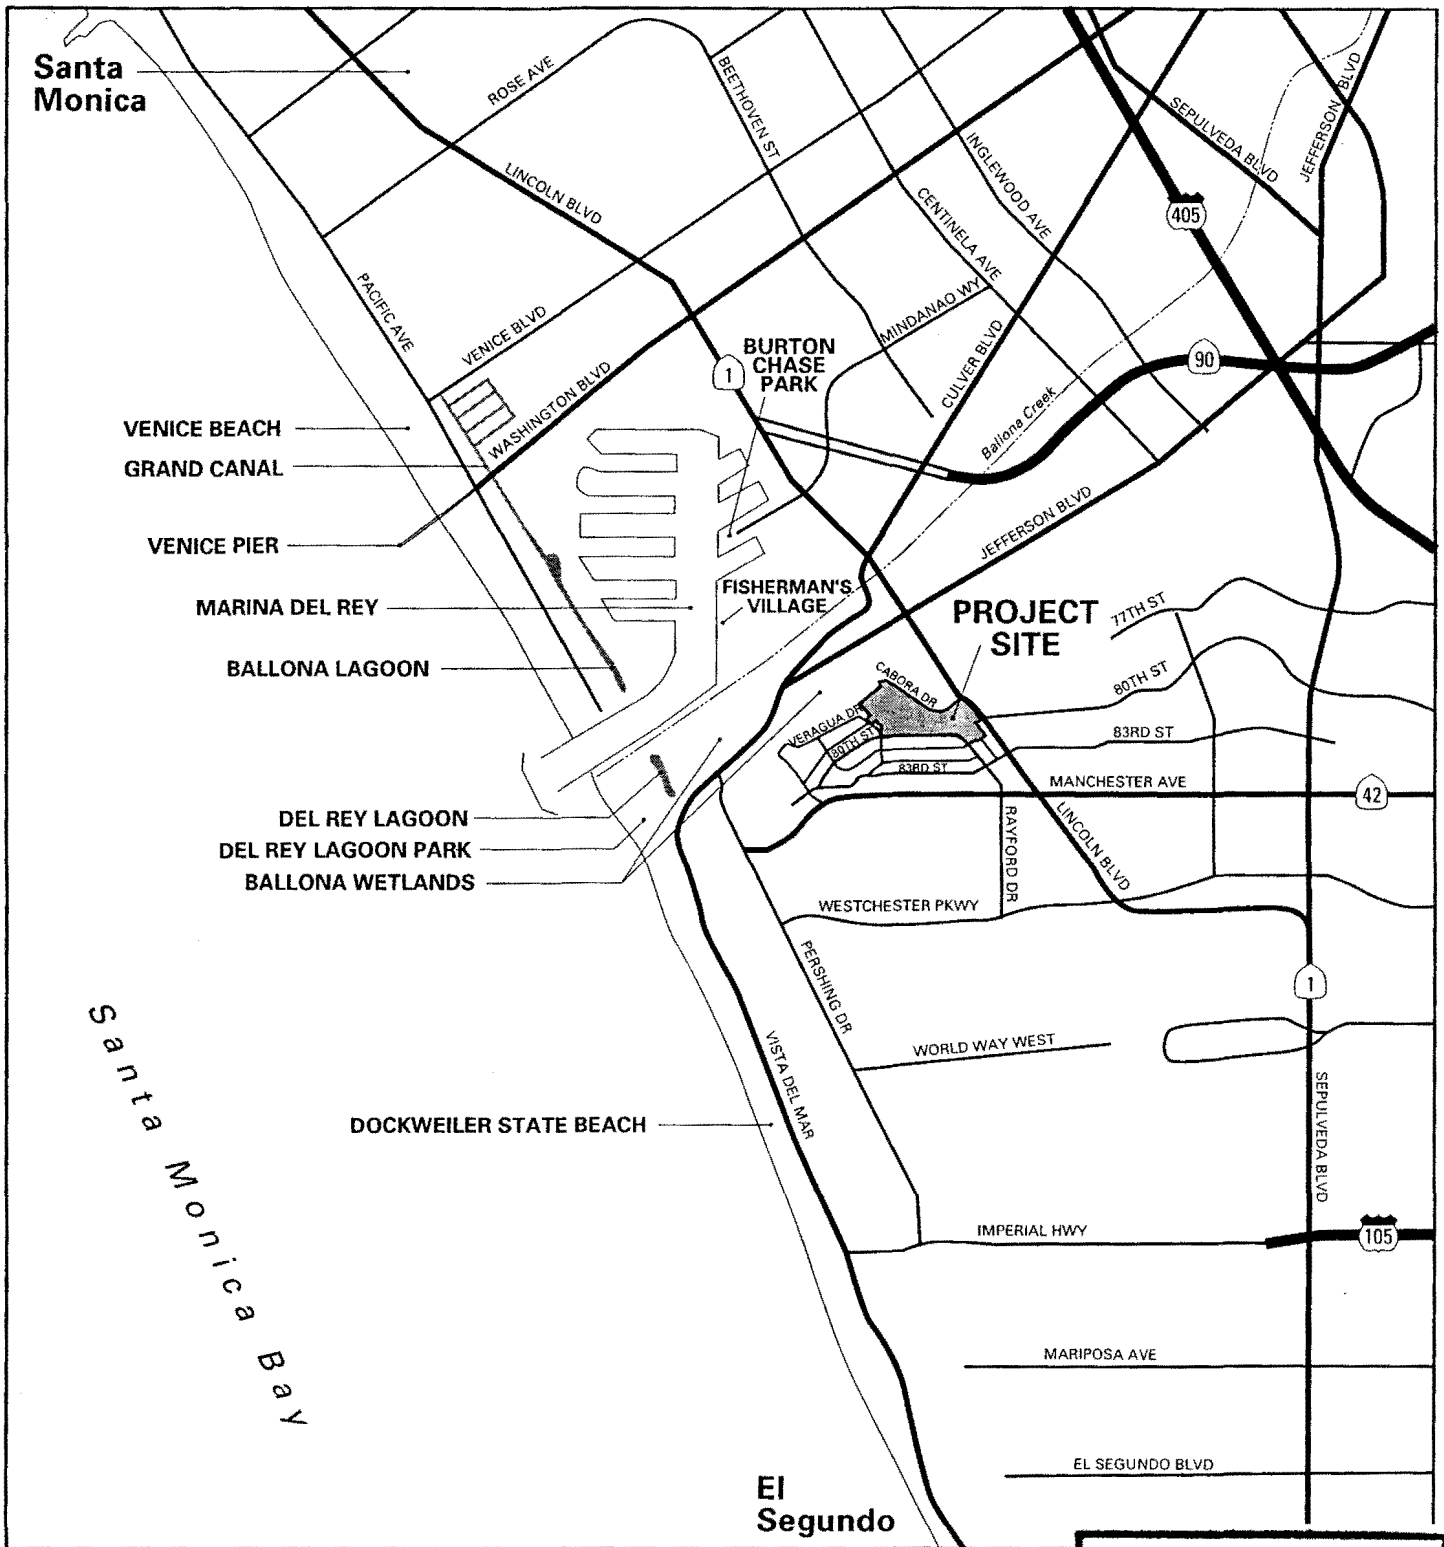 Santa
Monica
ROSE AVE
BEETHOVEN ST
LINCOLN BLVD
INGLEWOOD AVE
CENTINELA AVE
SEPULVEDA BLVD
JEFFERSON BLVD
405
PACIFIC AVE
VENICE BLVD
WASHINGTON BLVD
MINDANAO WY
CULVER BLVD
1
BURTON
CHASE
PARK
90
Ballona Creek
JEFFERSON BLVD
VENICE BEACH
GRAND CANAL
VENICE PIER
MARINA DEL REY
FISHERMAN'S
VILLAGE
BALLONA LAGOON
PROJECT
SITE
77TH ST
80TH ST
83RD ST
CABORA DR
VERAGUA DR
80TH ST
83RD ST
MANCHESTER AVE
42
DEL REY LAGOON
DEL REY LAGOON PARK
BALLONA WETLANDS
RAYFORD DR
LINCOLN BLVD
WESTCHESTER PKWY
PERSHING DR
1
WORLD WAY WEST
VISTA DEL MAR
SEPULVEDA BLVD
DOCKWEILER STATE BEACH
Santa Monica Bay
IMPERIAL HWY
105
MARIPOSA AVE
EL SEGUNDO BLVD
El
Segundo